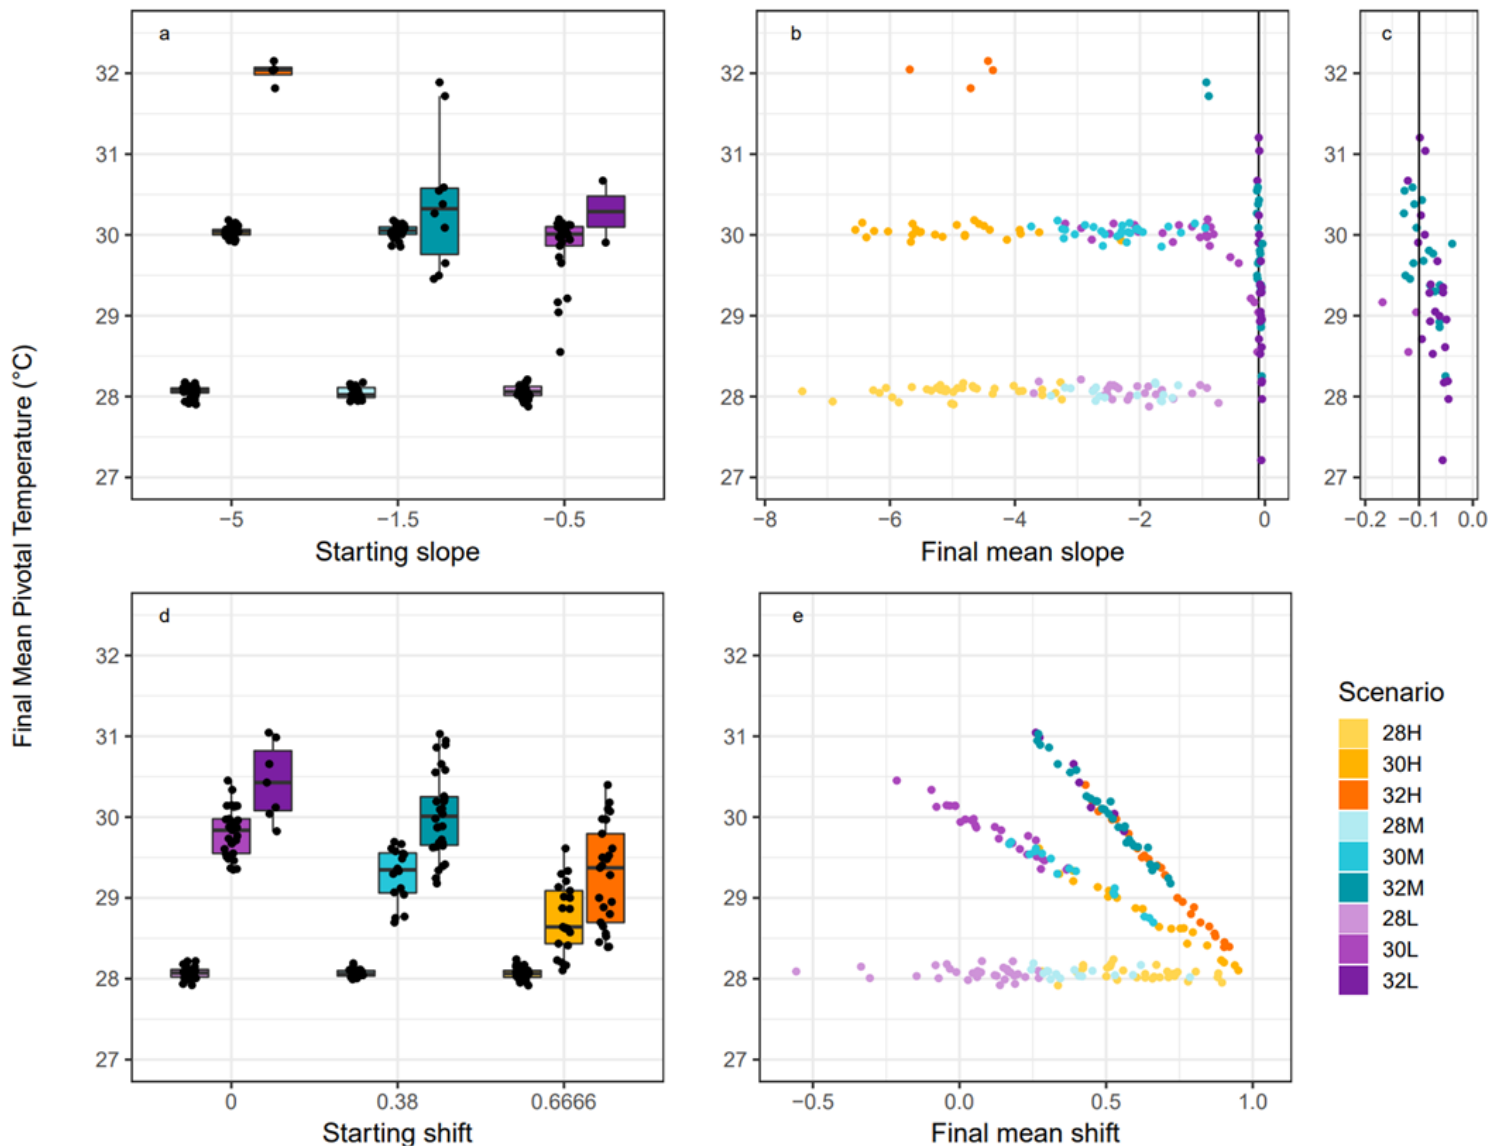 Final Mean Pivotal Temperature (°C)
a
32
31
30
29
28
27
−5 −1.5 −0.5
Starting slope
b
32
31
30
29
28
27
−8 −6 −4 −2 0
Final mean slope
c
32
31
30
29
28
27
−0.2 −0.1 0.0
d
32
31
30
29
28
27
0 0.38 0.6666
Starting shift
e
32
31
30
29
28
27
−0.5 0.0 0.5 1.0
Final mean shift
Scenario
28H
30H
32H
28M
30M
32M
28L
30L
32L